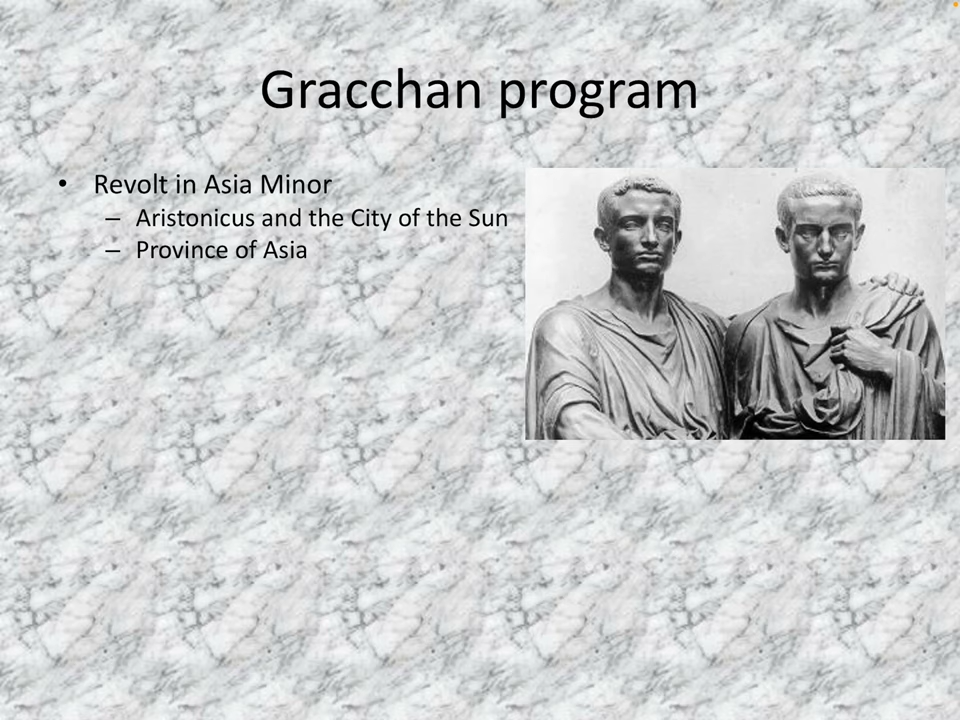 Gracchan program
• Revolt in Asia Minor
– Aristonicus and the City of the Sun
– Province of Asia